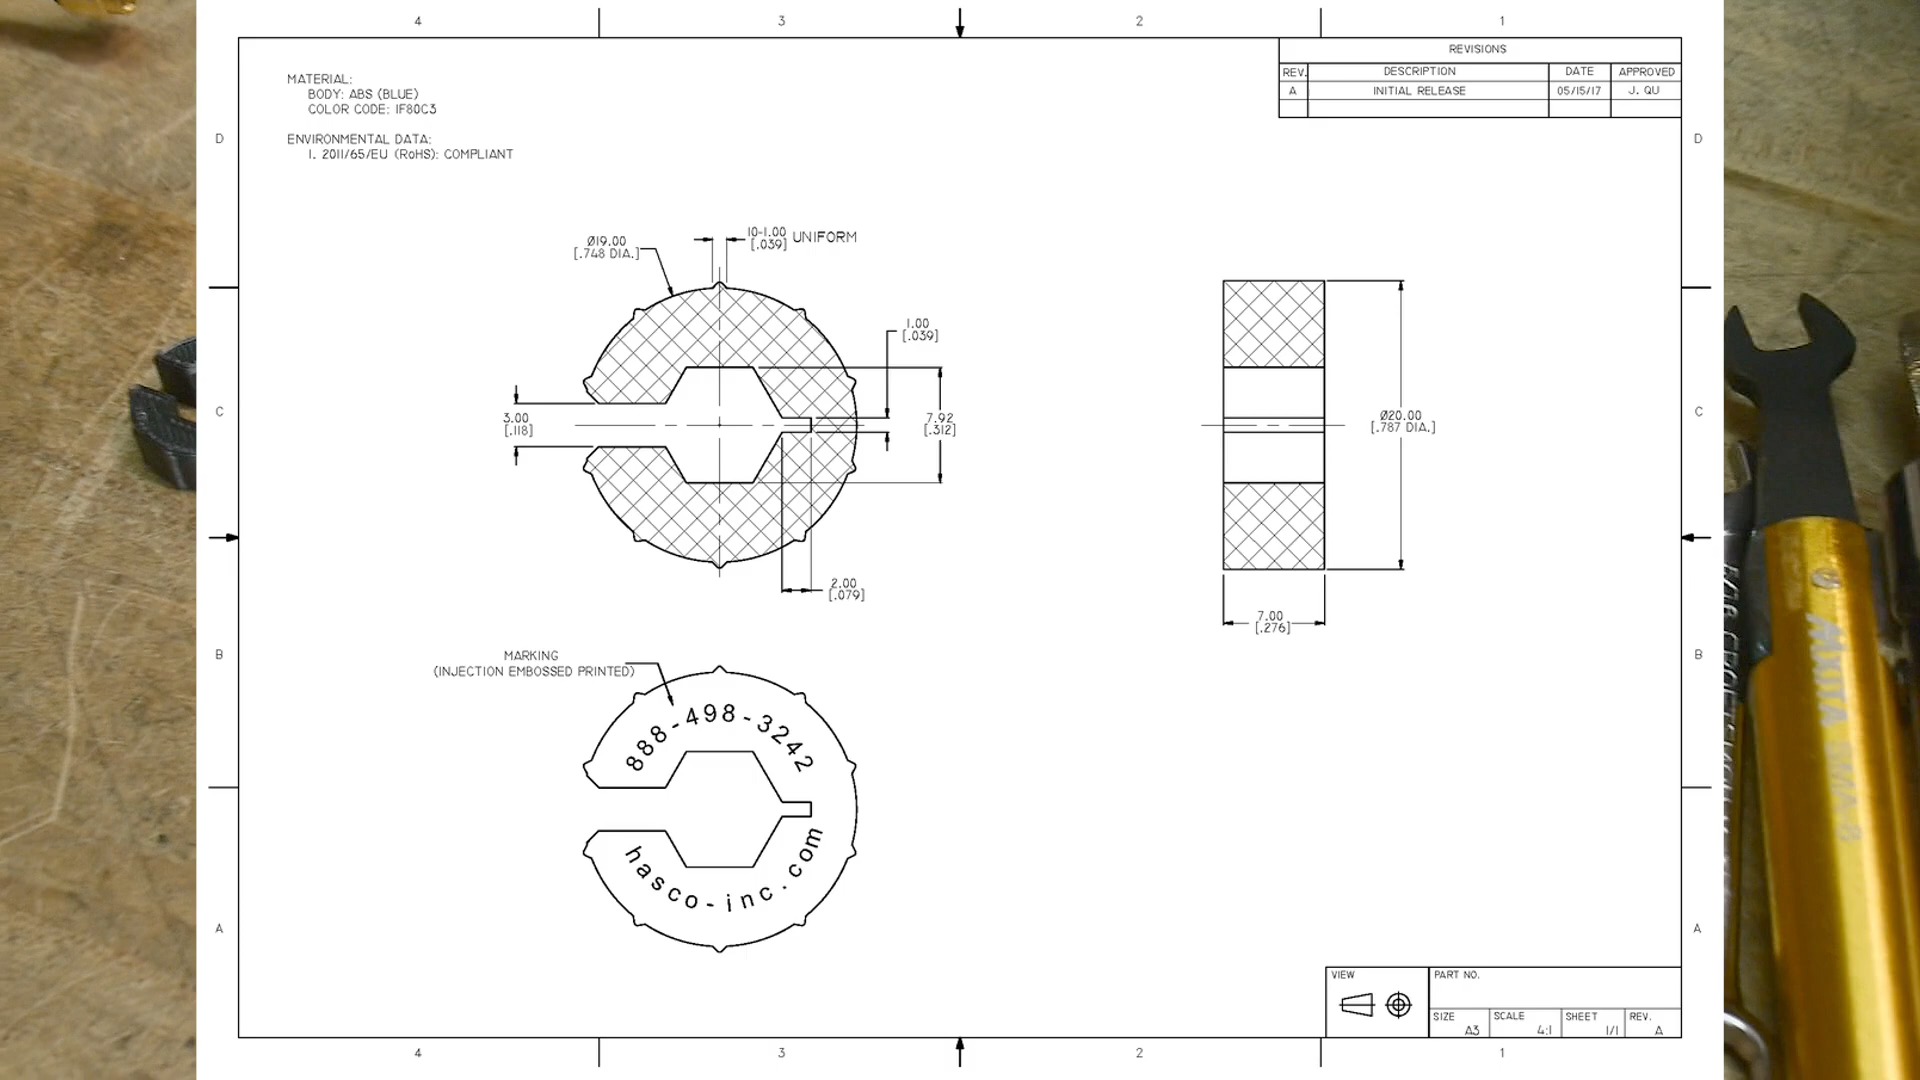 4 3 2 1
REVISIONS
REV. DESCRIPTION DATE APPROVED
A INITIAL RELEASE 05/15/17 J. QU
MATERIAL:
BODY: ABS (BLUE)
COLOR CODE: 1F80C3
ENVIRONMENTAL DATA:
1. 2011/65/EU (RoHS): COMPLIANT
D D
Ø19.00
[.748 DIA.]
10-1.00
[.039]
UNIFORM
1.00
[.039]
3.00
[.118]
7.92
[.312]
2.00
[.079]
Ø20.00
[.787 DIA.]
7.00
[.276]
C C
MARKING
(INJECTION EMBOSSED PRINTED)
888-498-3242
hasco-inc.com
B B
A A
VIEW
PART NO.
SIZE A3
SCALE 4:1
SHEET 1/1
REV. A
4 3 2 1
5/16